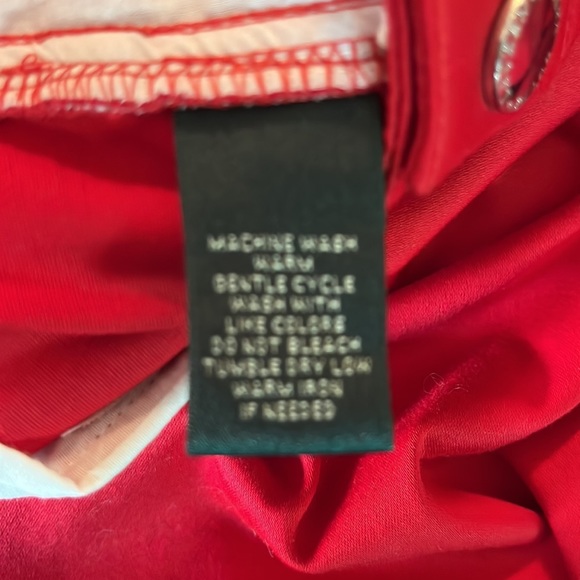 MACHINE WASH
WARM
GENTLE CYCLE
WASH WITH
LIKE COLORS
DO NOT BLEACH
TUMBLE DRY LOW
WARM IRON
IF NEEDED